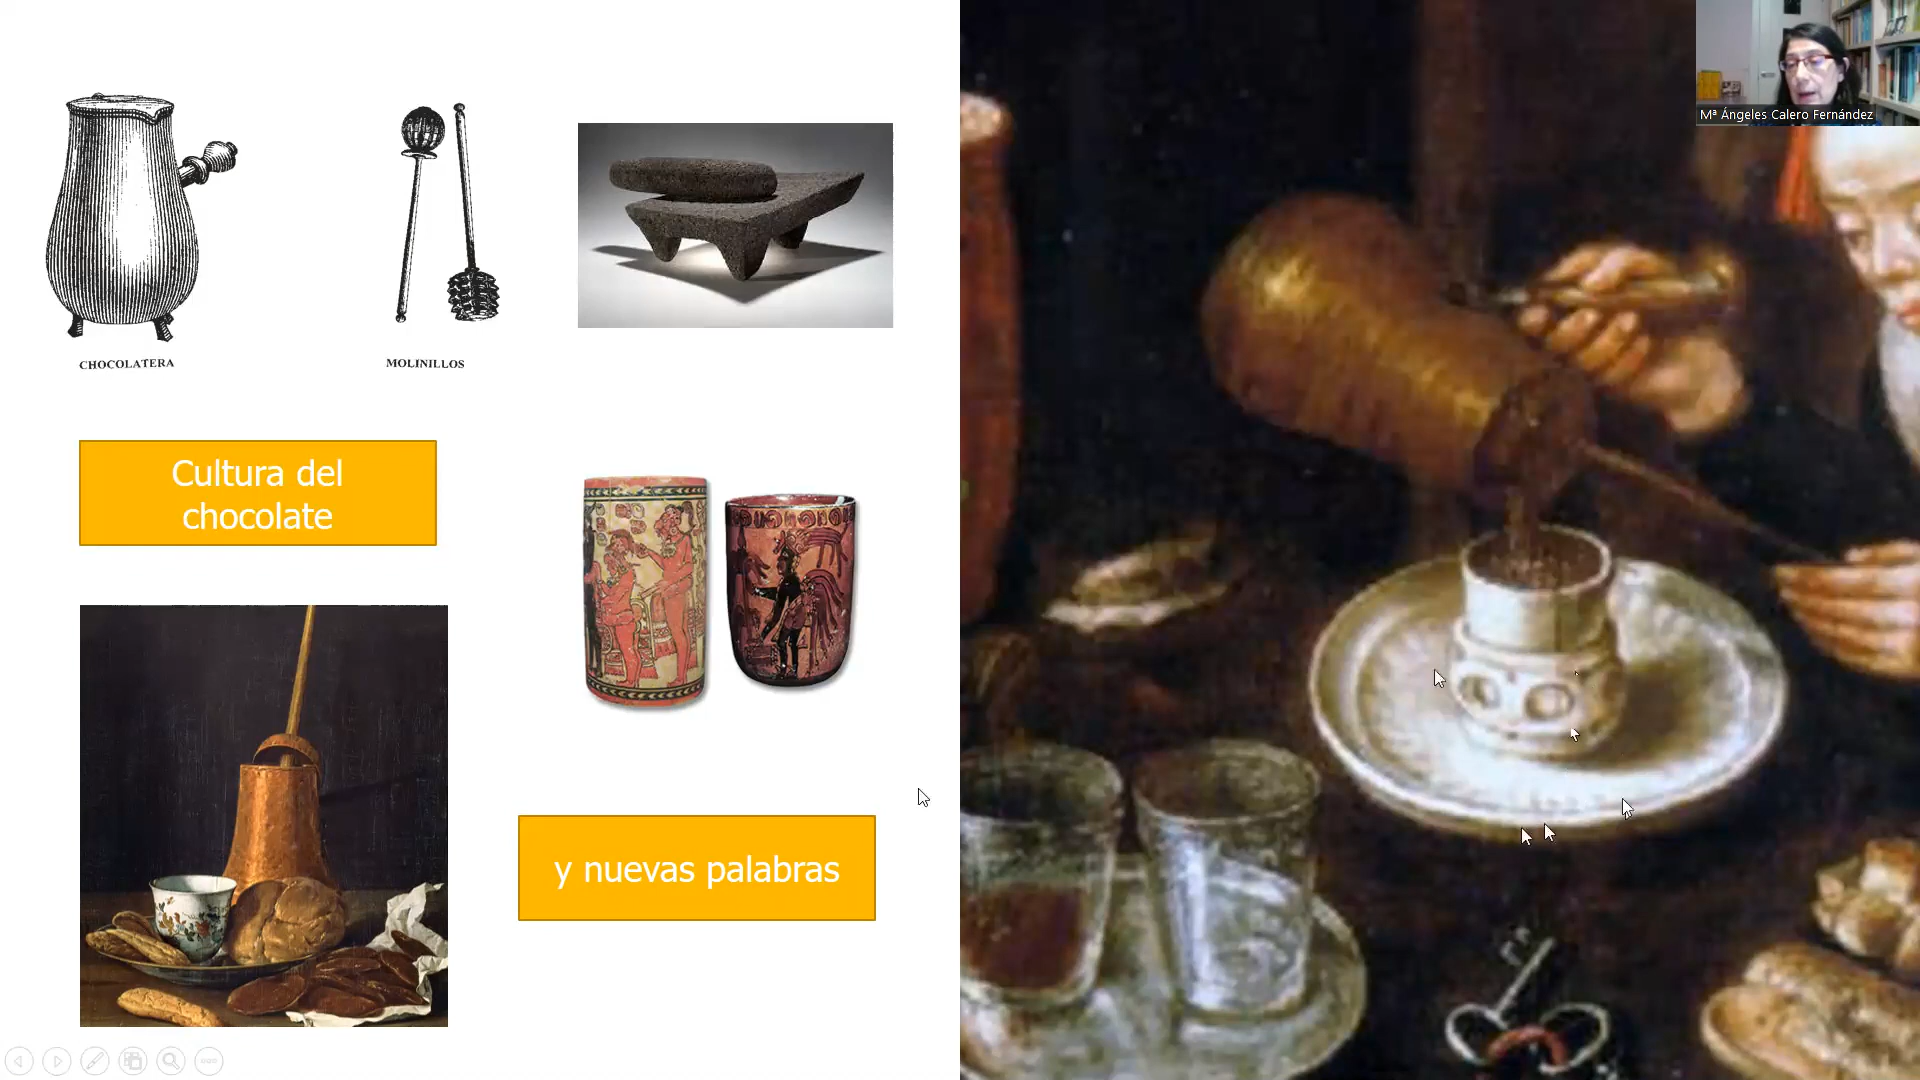 Mª Ángeles Calero Fernández
CHOCOLATERA
MOLINILLOS
Cultura del
chocolate
y nuevas palabras